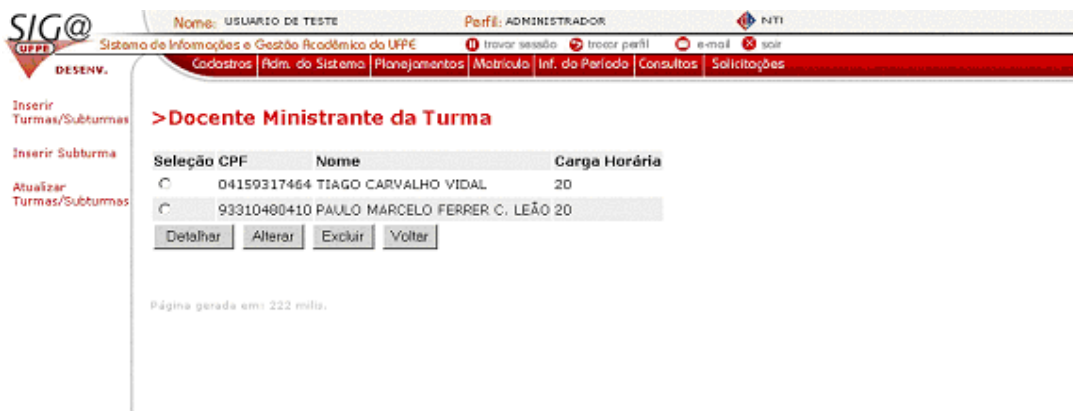 SIG@
UFPE
DESENV.
Nome: USUARIO DE TESTE Perfil: ADMINISTRADOR NTI
Sistema de Informações e Gestão Acadêmica da UFPE travar sessão trocar perfil e-mail sair
Cadastros Adm. do Sistema Planejamentos Matrícula Inf. do Período Consultas Solicitações
Inserir
Turmas/Subturmas
Inserir Subturma
Atualizar
Turmas/Subturmas
>Docente Ministrante da Turma
Seleção CPF Nome Carga Horária
04159317464 TIAGO CARVALHO VIDAL 20
93310480410 PAULO MARCELO FERRER C. LEÃO 20
Detalhar Alterar Excluir Voltar
Página gerada em: 222 milis.